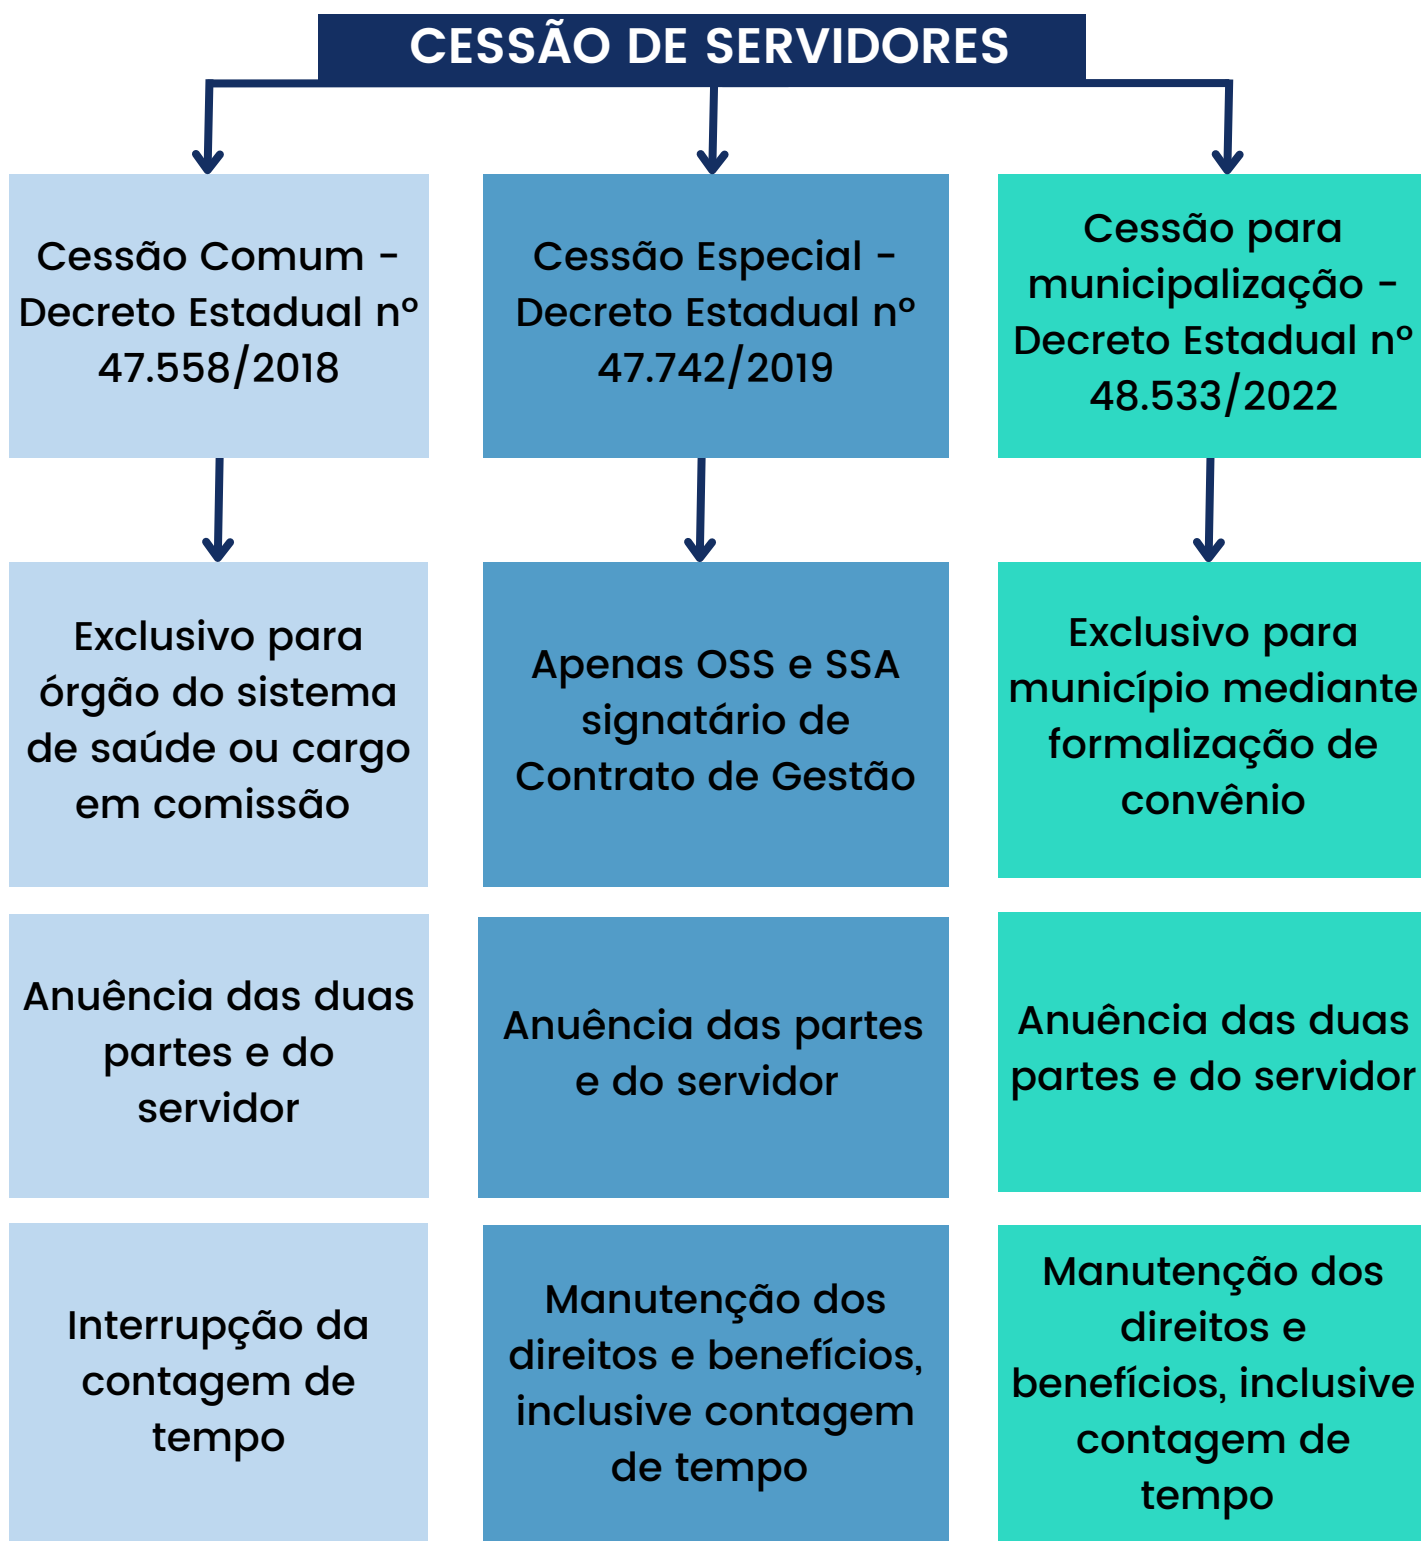 CESSÃO DE SERVIDORES
Cessão Comum -
Decreto Estadual nº
47.558/2018
Exclusivo para
órgão do sistema
de saúde ou cargo
em comissão
Anuência das duas
partes e do
servidor
Interrupção da
contagem de
tempo
Cessão Especial -
Decreto Estadual nº
47.742/2019
Apenas OSS e SSA
signatário de
Contrato de Gestão
Anuência das partes
e do servidor
Manutenção dos
direitos e benefícios,
inclusive contagem
de tempo
Cessão para
municipalização -
Decreto Estadual nº
48.533/2022
Exclusivo para
município mediante
formalização de
convênio
Anuência das duas
partes e do servidor
Manutenção dos
direitos e
benefícios, inclusive
contagem de
tempo